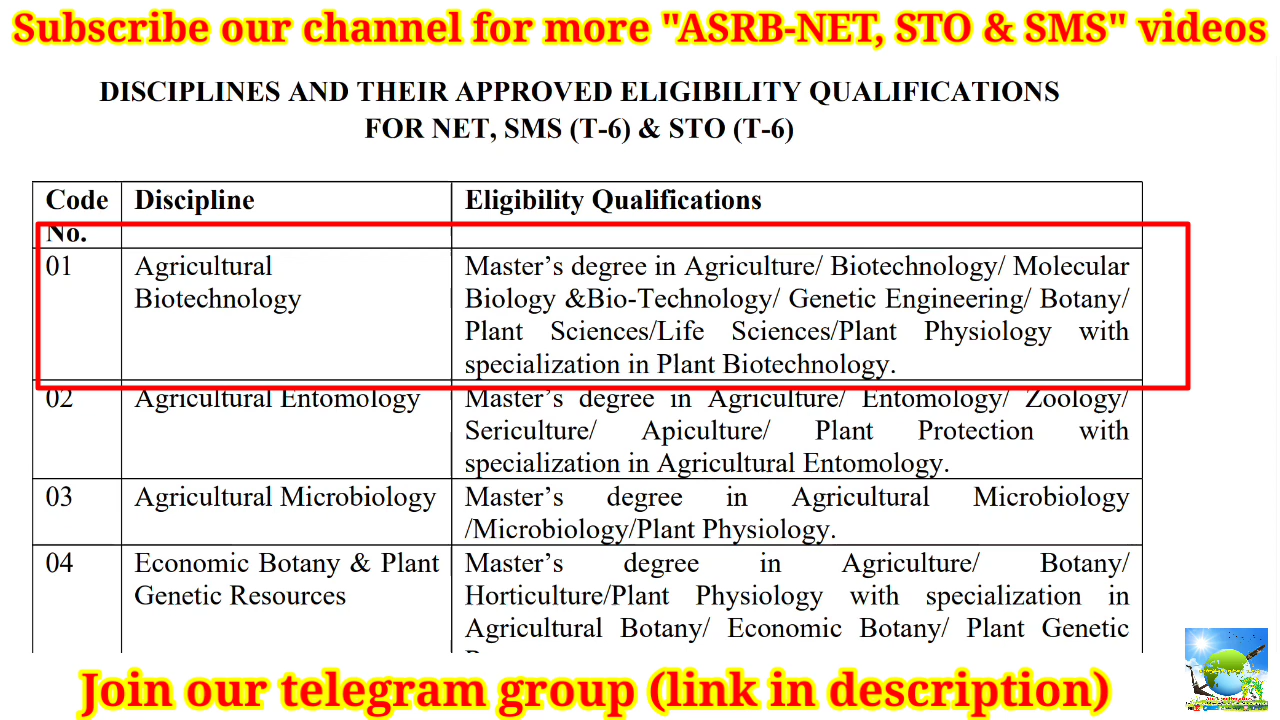 Subscribe our channel for more "ASRB-NET, STO & SMS" videos
DISCIPLINES AND THEIR APPROVED ELIGIBILITY QUALIFICATIONS
FOR NET, SMS (T-6) & STO (T-6)
Code No.
Discipline
Eligibility Qualifications
01
Agricultural
Biotechnology
Master’s degree in Agriculture/ Biotechnology/ Molecular
Biology &Bio-Technology/ Genetic Engineering/ Botany/
Plant Sciences/Life Sciences/Plant Physiology with
specialization in Plant Biotechnology.
02
Agricultural Entomology
Master’s degree in Agriculture/ Entomology/ Zoology/
Sericulture/ Apiculture/ Plant Protection with
specialization in Agricultural Entomology.
03
Agricultural Microbiology
Master’s degree in Agricultural Microbiology
/Microbiology/Plant Physiology.
04
Economic Botany & Plant
Genetic Resources
Master’s degree in Agriculture/ Botany/
Horticulture/Plant Physiology with specialization in
Agricultural Botany/ Economic Botany/ Plant Genetic
Join our telegram group (link in description)